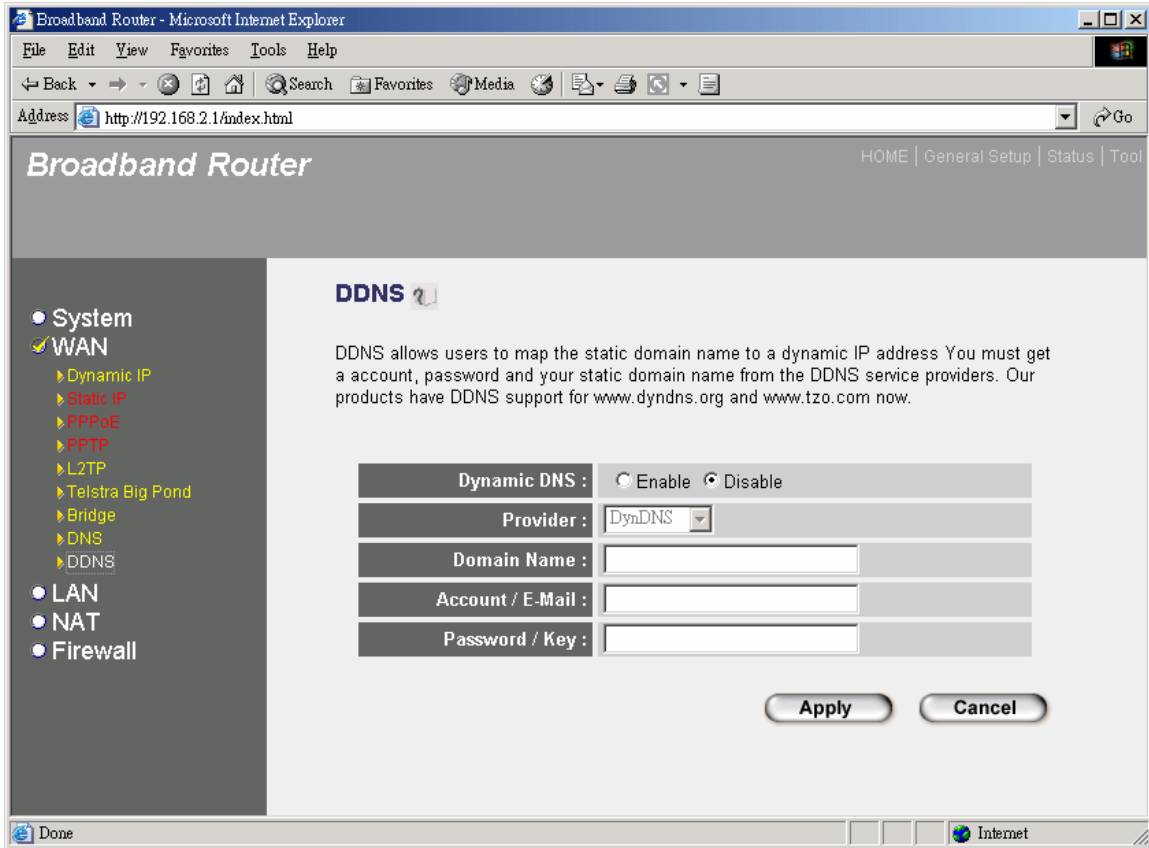 Broadband Router - Microsoft Internet Explorer
File Edit View Favorites Tools Help
Back Search Favorites Media
Address http://192.168.2.1/index.html Go
Broadband Router
HOME | General Setup | Status | Tool
System
WAN
Dynamic IP
Static IP
PPPoE
PPTP
L2TP
Telstra Big Pond
Bridge
DNS
DDNS
LAN
NAT
Firewall
DDNS
DDNS allows users to map the static domain name to a dynamic IP address You must get
a account, password and your static domain name from the DDNS service providers. Our
products have DDNS support for www.dyndns.org and www.tzo.com now.
Dynamic DNS : Enable Disable
Provider : DynDNS
Domain Name :
Account / E-Mail :
Password / Key :
Apply Cancel
Done Internet